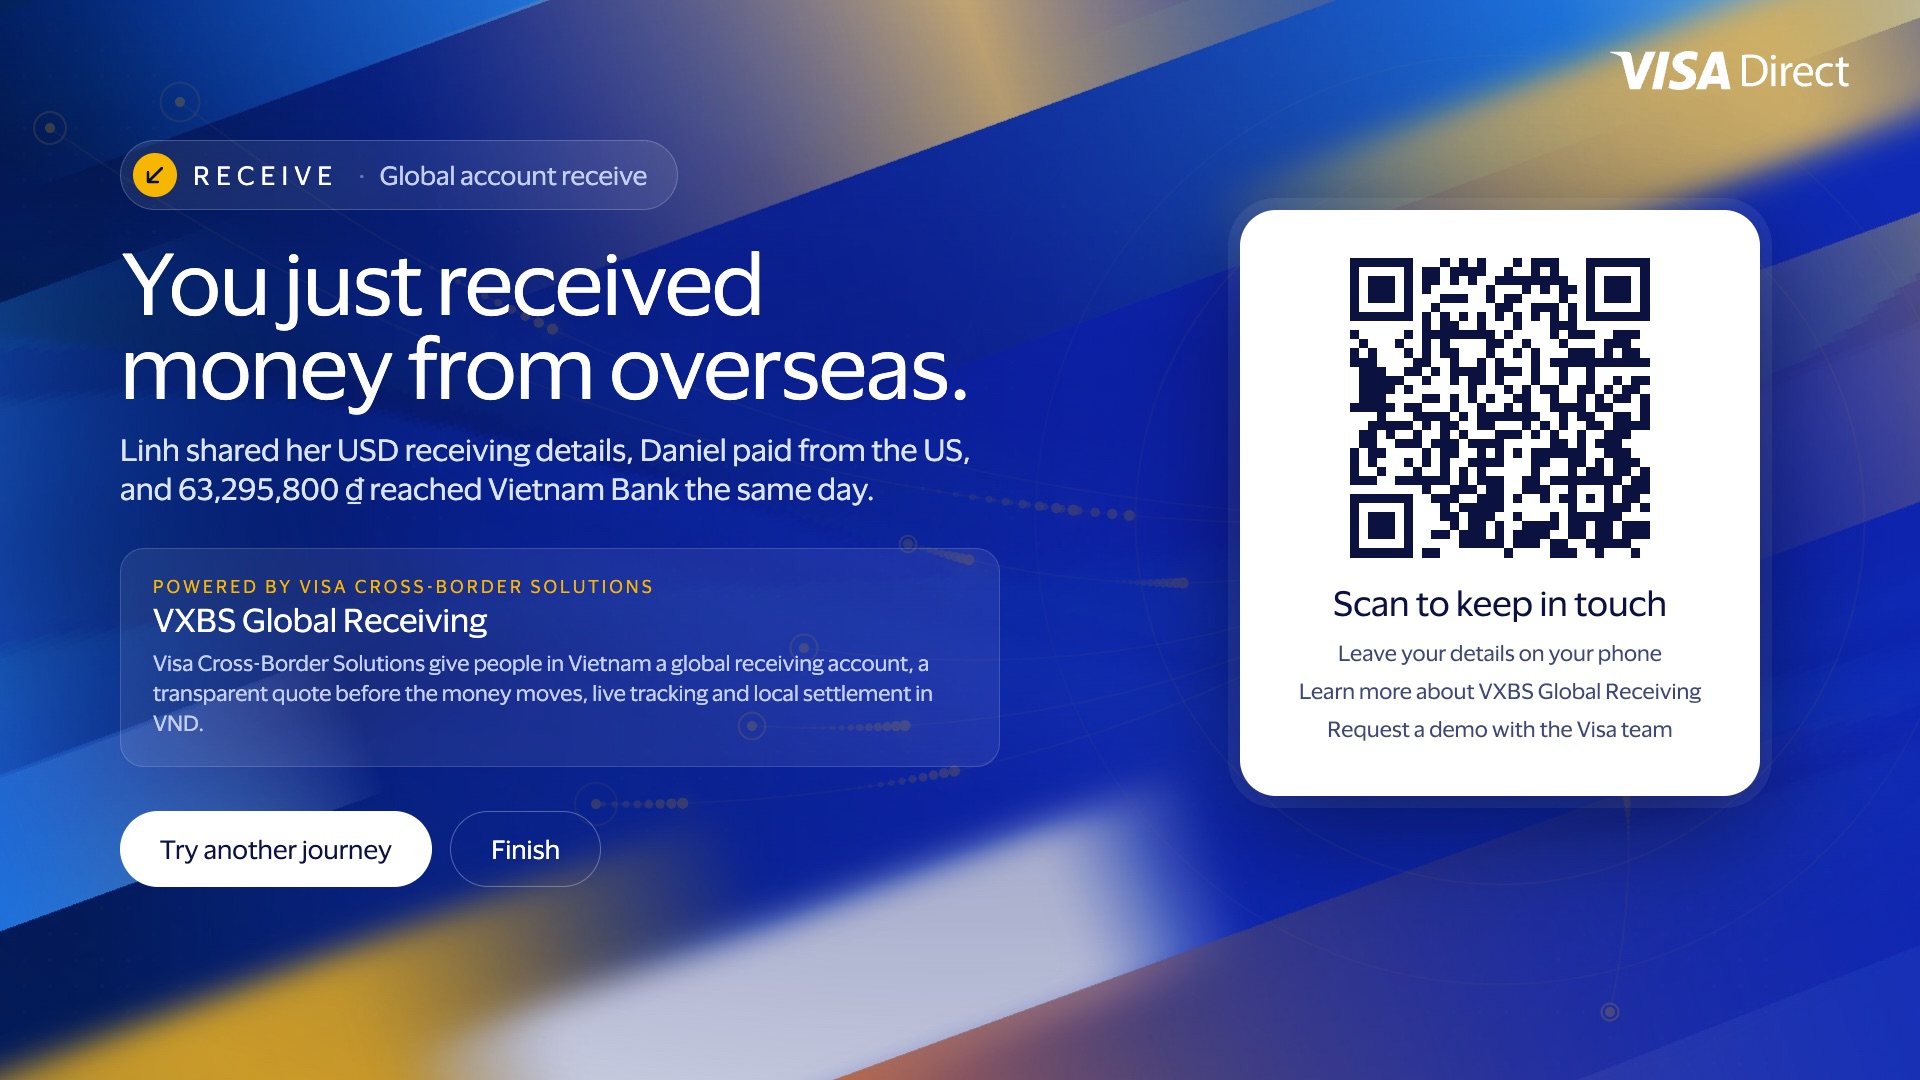 VISA Direct
RECEIVE · Global account receive
You just received
money from overseas.
Linh shared her USD receiving details, Daniel paid from the US,
and 63,295,800 ₫ reached Vietnam Bank the same day.
POWERED BY VISA CROSS-BORDER SOLUTIONS
VXBS Global Receiving
Visa Cross-Border Solutions give people in Vietnam a global receiving account, a
transparent quote before the money moves, live tracking and local settlement in
VND.
Try another journey
Finish
Scan to keep in touch
Leave your details on your phone
Learn more about VXBS Global Receiving
Request a demo with the Visa team